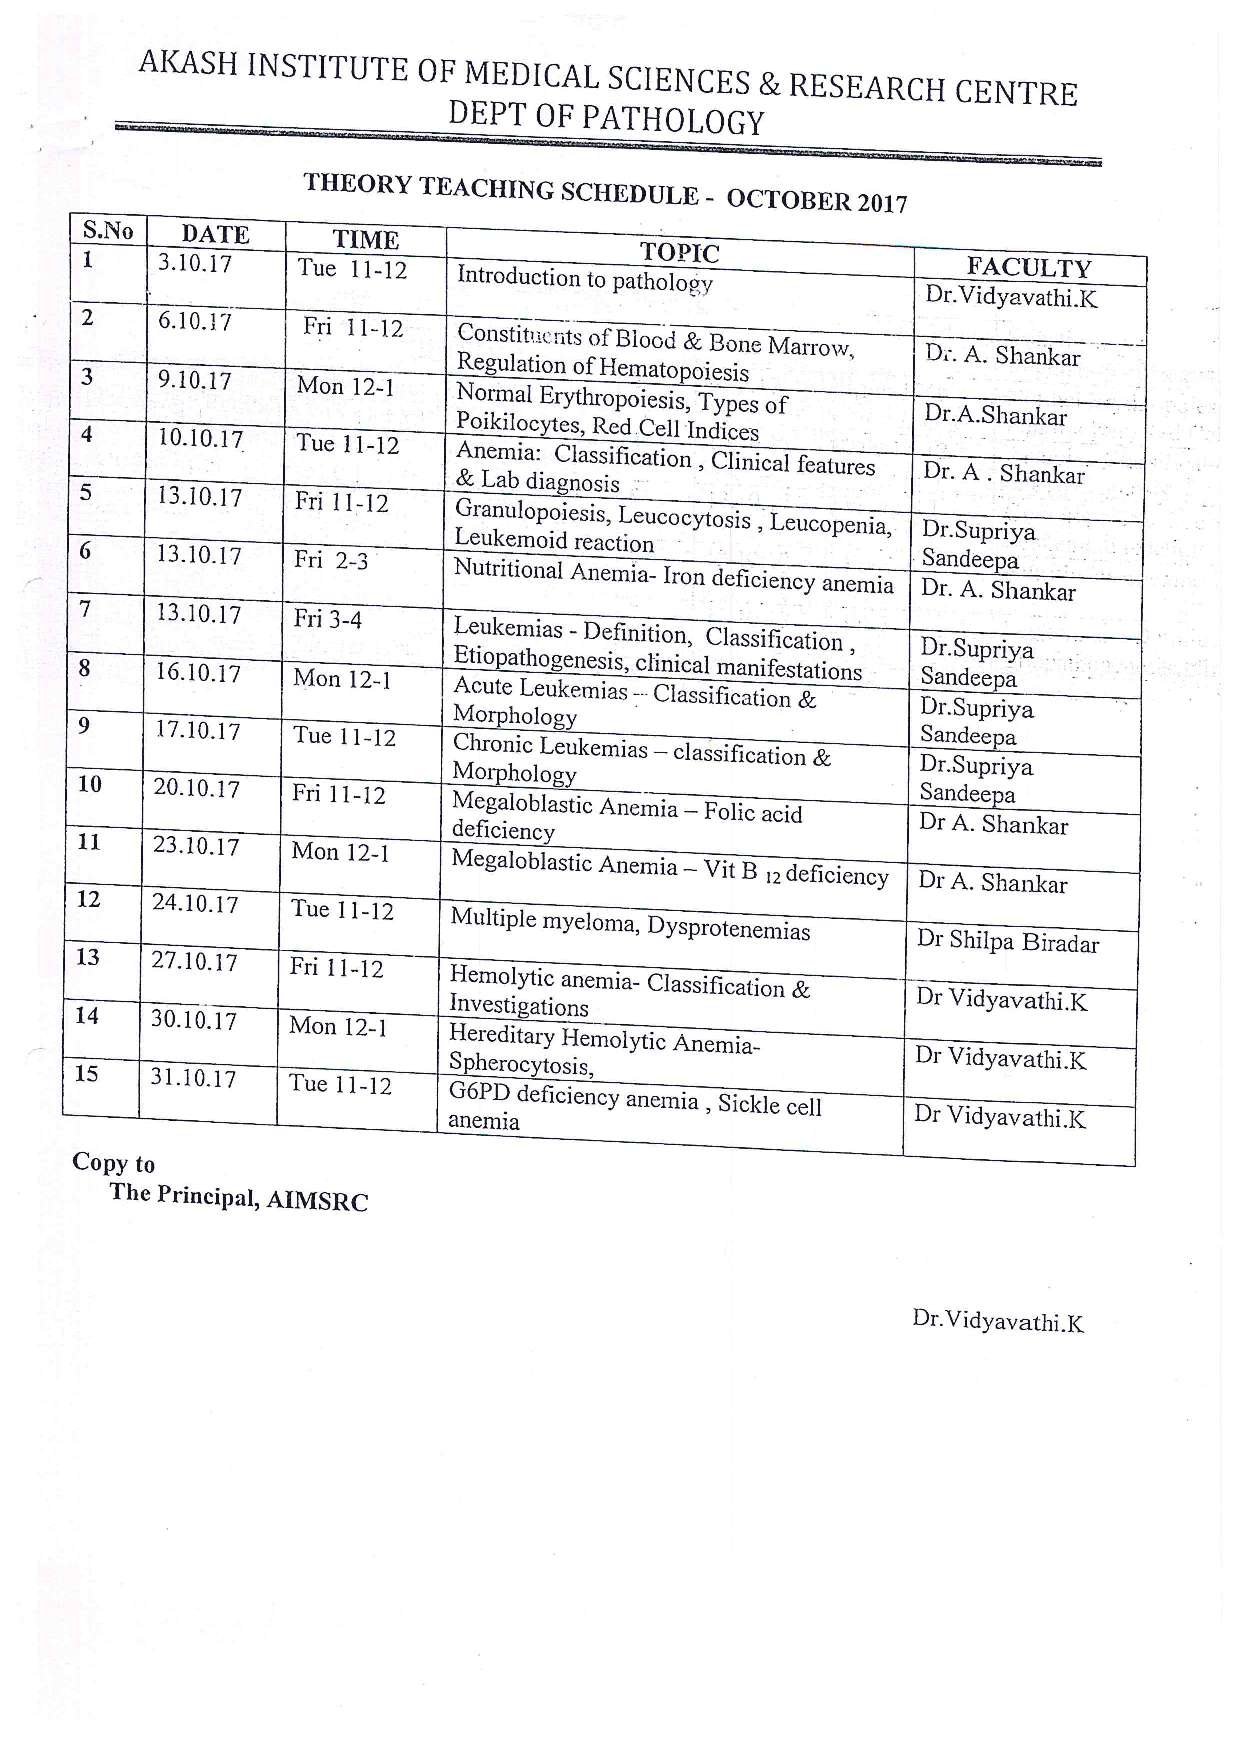 AKASH INSTITUTE OF MEDICAL SCIENCES & RESEARCH CENTRE
DEPT OF PATHOLOGY
THEORY TEACHING SCHEDULE - OCTOBER 2017
S.No DATE TIME TOPIC FACULTY
1 3.10.17 Tue 11-12 Introduction to pathology Dr.Vidyavathi.K
2 6.10.17 Fri 11-12 Constituents of Blood & Bone Marrow, Dr. A. Shankar
Regulation of Hematopoiesis
3 9.10.17 Mon 12-1 Normal Erythropoiesis, Types of Dr.A.Shankar
Poikilocytes, Red Cell Indices
4 10.10.17 Tue 11-12 Anemia: Classification , Clinical features Dr. A . Shankar
& Lab diagnosis
5 13.10.17 Fri 11-12 Granulopoiesis, Leucocytosis , Leucopenia, Dr.Supriya
Leukemoid reaction Sandeepa
6 13.10.17 Fri 2-3 Nutritional Anemia- Iron deficiency anemia Dr. A. Shankar
7 13.10.17 Fri 3-4 Leukemias - Definition, Classification , Dr.Supriya
Etiopathogenesis, clinical manifestations Sandeepa
8 16.10.17 Mon 12-1 Acute Leukemias – Classification & Dr.Supriya
Morphology Sandeepa
9 17.10.17 Tue 11-12 Chronic Leukemias – classification & Dr.Supriya
Morphology Sandeepa
10 20.10.17 Fri 11-12 Megaloblastic Anemia – Folic acid Dr A. Shankar
deficiency
11 23.10.17 Mon 12-1 Megaloblastic Anemia – Vit B 12 deficiency Dr A. Shankar
12 24.10.17 Tue 11-12 Multiple myeloma, Dysprotenemias Dr Shilpa Biradar
13 27.10.17 Fri 11-12 Hemolytic anemia- Classification & Dr Vidyavathi.K
Investigations
14 30.10.17 Mon 12-1 Hereditary Hemolytic Anemia- Dr Vidyavathi.K
Spherocytosis,
15 31.10.17 Tue 11-12 G6PD deficiency anemia , Sickle cell Dr Vidyavathi.K
anemia
Copy to
The Principal, AIMSRC
Dr.Vidyavathi.K